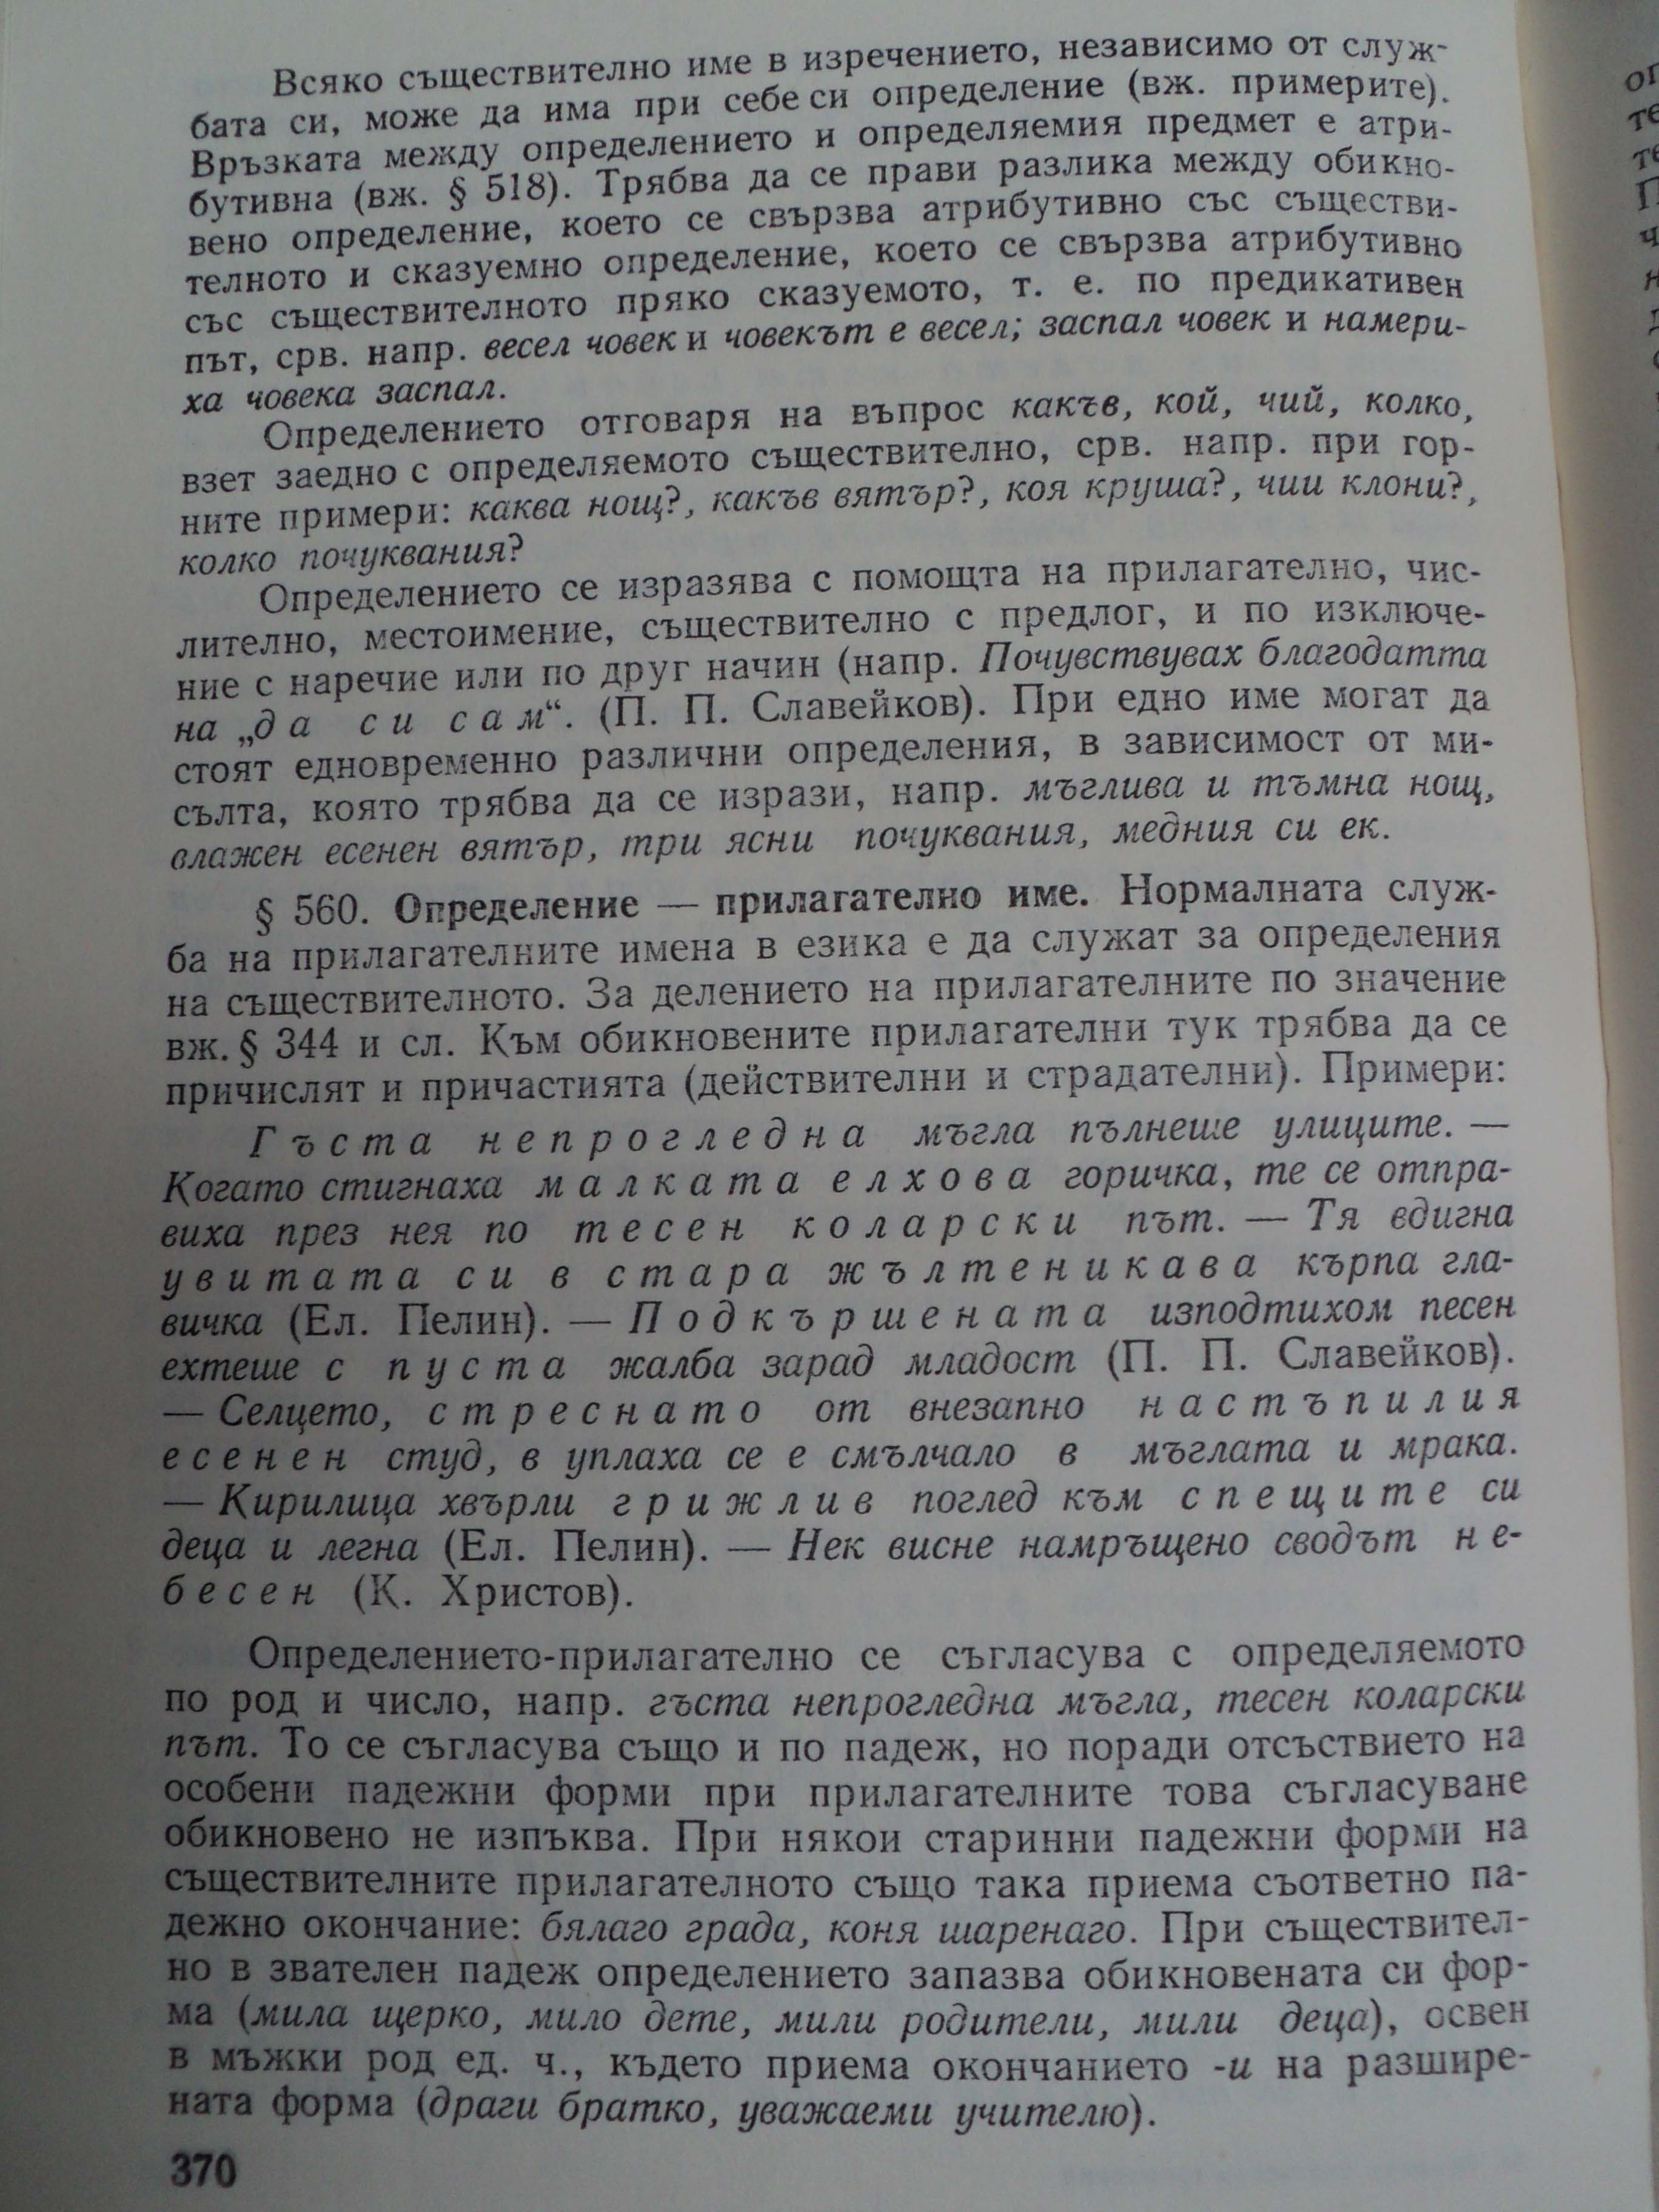 Всяко съществително име в изречението, независимо от служ-
бата си, може да има при себе си определение (вж. примерите).
Връзката между определението и определяемия предмет е атри-
бутивна (вж. § 518). Трябва да се прави разлика между обикно-
вено определение, което се свързва атрибутивно със съществи-
телното и сказуемно определение, което се свързва атрибутивно
със съществителното пряко сказуемото, т. е. по предикативен
път, срв. напр. весел човек и човекът е весел; заспал човек и намери-
ха човека заспал.
Определението отговаря на въпрос какъв, кой, чий, колко,
взет заедно с определяемото съществително, срв. напр. при гор-
ните примери: каква нощ?, какъв вятър?, коя круша?, чии клони?,
колко почуквания?
Определението се изразява с помощта на прилагателно, чис-
лително, местоимение, съществително с предлог, и по изключе-
ние с наречие или по друг начин (напр. Почувствувах благодатта
на „да си сам“. (П. П. Славейков). При едно име могат да
стоят едновременно различни определения, в зависимост от ми-
сълта, която трябва да се изрази, напр. мъглива и тъмна нощ,
влажен есенен вятър, три ясни почуквания, медния си ек.
§ 560. Определение — прилагателно име. Нормалната служ-
ба на прилагателните имена в езика е да служат за определения
на съществителното. За делението на прилагателните по значение
вж. § 344 и сл. Към обикновените прилагателни тук трябва да се
причислят и причастията (действителни и страдателни). Примери:
Гъста непрогледна мъгла пълнеше улиците. —
Когато стигнаха малката елхова горичка, те се отпра-
виха през нея по тесен коларски път. — Тя вдигна
увитата си в стара жълтеникава кърпа гла-
вичка (Ел. Пелин). — Подкършената изподтихом песен
ехтеше с пуста жалба зарад младост (П. П. Славейков).
— Селцето, стреснато от внезапно настъпилия
есенен студ, в уплаха се е смълчало в мъглата и мрака.
— Кирилица хвърли грижлив поглед към спещите си
деца и легна (Ел. Пелин). — Нек висне намръщено сводът не-
бесен (К. Христов).
Определението-прилагателно се съгласува с определяемото
по род и число, напр. гъста непрогледна мъгла, тесен коларски
път. То се съгласува също и по падеж, но поради отсъствието на
особени падежни форми при прилагателните това съгласуване
обикновено не изпъква. При някои старинни падежни форми на
съществителните прилагателното също така приема съответно па-
дежно окончание: бялаго града, коня шаренаго. При съществител-
но в звателен падеж определението запазва обикновената си фор-
ма (мила щерко, мило дете, мили родители, мили деца), освен
в мъжки род ед. ч., където приема окончанието -и на разшире-
ната форма (драги братко, уважаеми учителю).
370